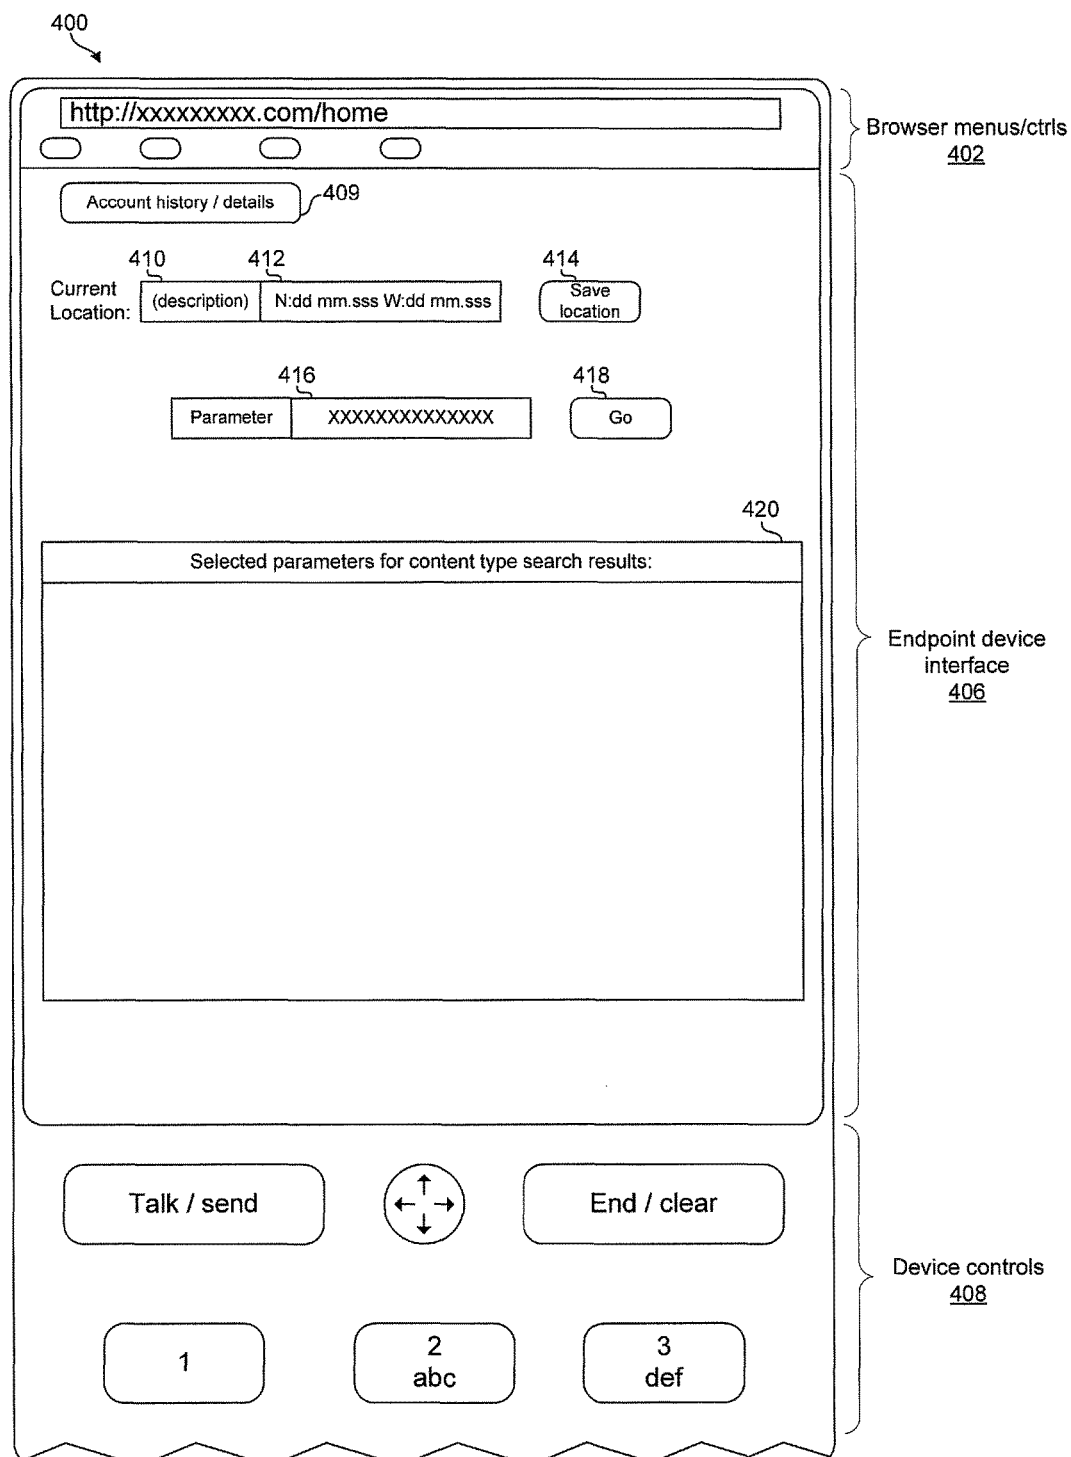 400
http://xxxxxxxxx.com/home
Browser menus/ctrls
402
Account history / details
409
410
412
414
Current
Location:
(description)
N:dd mm.sss W:dd mm.sss
Save
location
416
418
Parameter
XXXXXXXXXXXXXX
Go
420
Selected parameters for content type search results:
Endpoint device
interface
406
Talk / send
End / clear
Device controls
408
1
2
abc
3
def